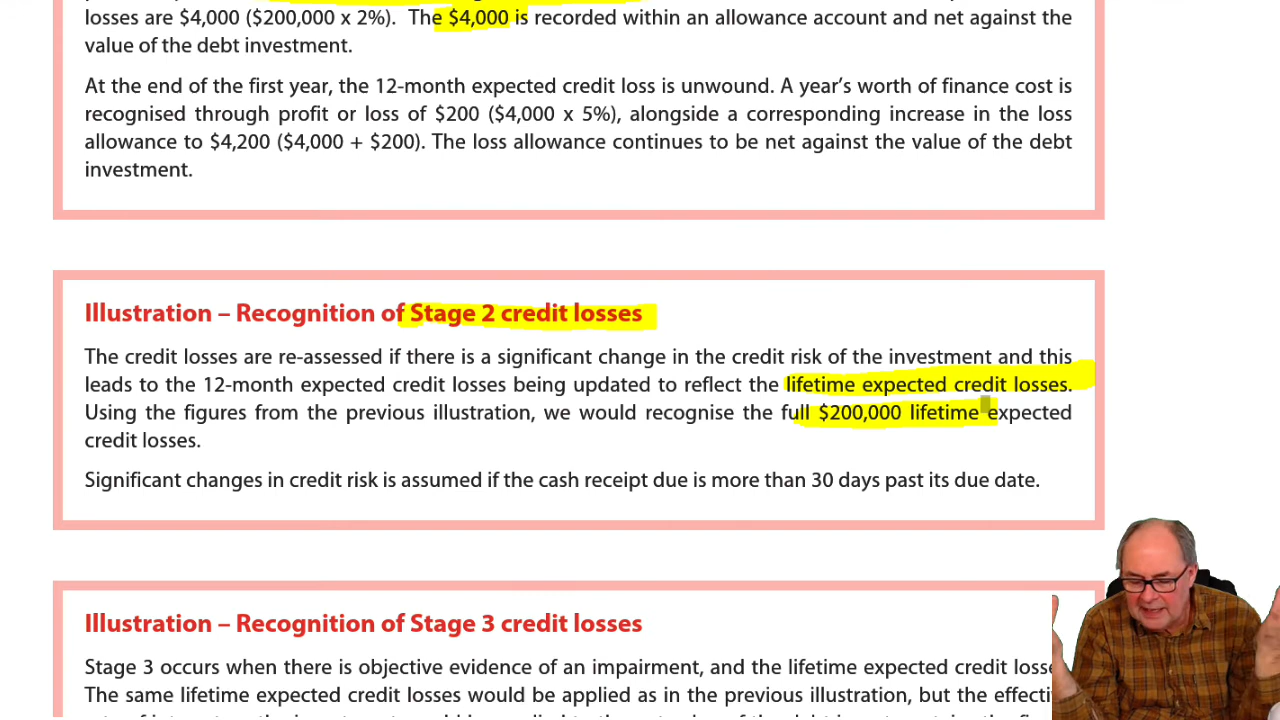 losses are $4,000 ($200,000 x 2%). The $4,000 is recorded within an allowance account and net against the
value of the debt investment.
At the end of the first year, the 12-month expected credit loss is unwound. A year’s worth of finance cost is
recognised through profit or loss of $200 ($4,000 x 5%), alongside a corresponding increase in the loss
allowance to $4,200 ($4,000 + $200). The loss allowance continues to be net against the value of the debt
investment.
Illustration – Recognition of Stage 2 credit losses
The credit losses are re-assessed if there is a significant change in the credit risk of the investment and this
leads to the 12-month expected credit losses being updated to reflect the lifetime expected credit losses.
Using the figures from the previous illustration, we would recognise the full $200,000 lifetime expected
credit losses.
Significant changes in credit risk is assumed if the cash receipt due is more than 30 days past its due date.
Illustration – Recognition of Stage 3 credit losses
Stage 3 occurs when there is objective evidence of an impairment, and the lifetime expected credit losse
The same lifetime expected credit losses would be applied as in the previous illustration, but the effecti